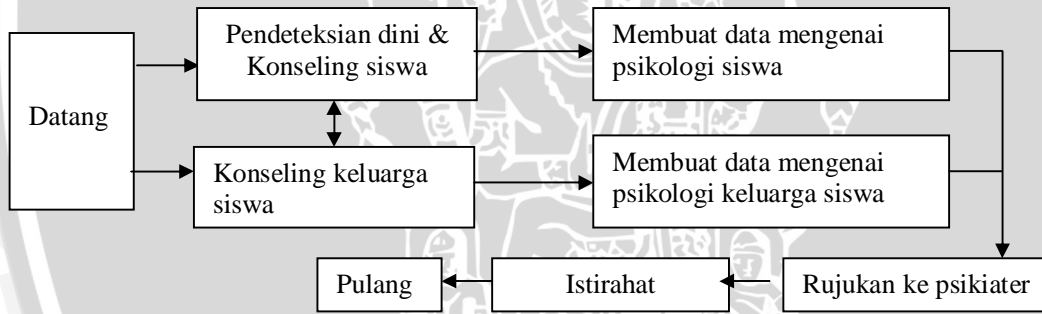 Pendeteksian dini &
Konseling siswa
Membuat data mengenai
psikologi siswa
Datang
Konseling keluarga
siswa
Membuat data mengenai
psikologi keluarga siswa
Pulang
Istirahat
Rujukan ke psikiater